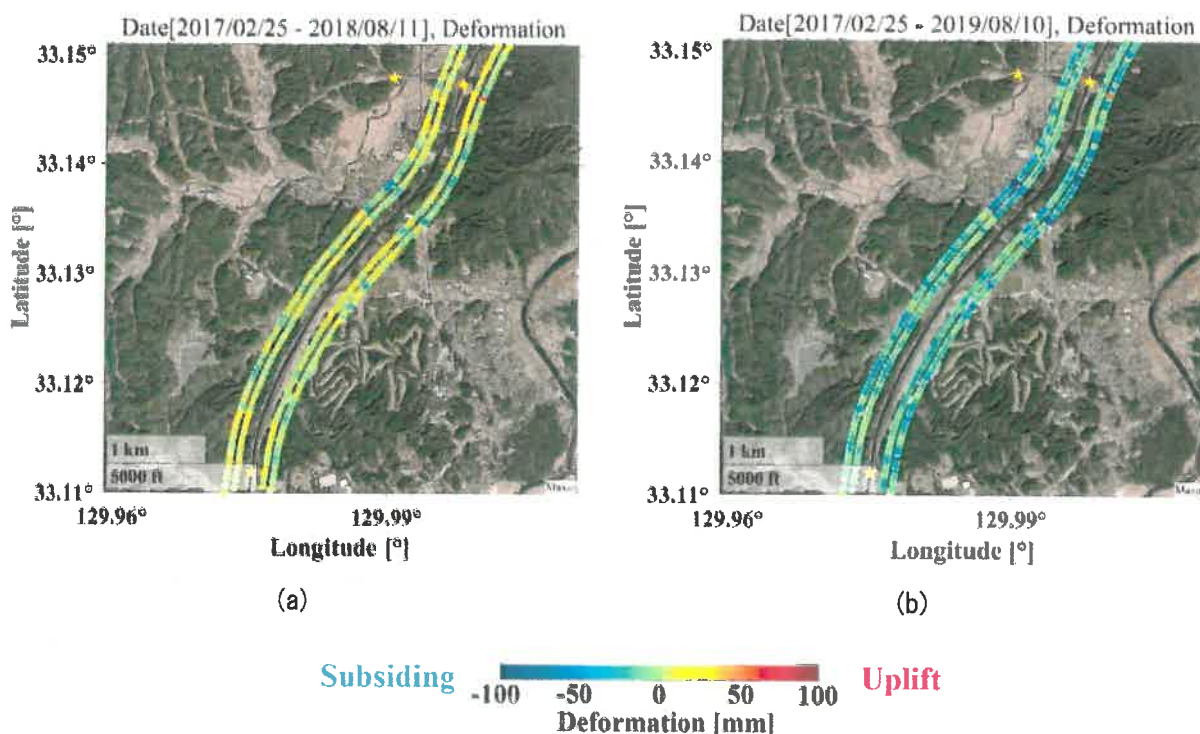 Date[2017/02/25 - 2018/08/11], Deformation
33.15°
33.14°
33.13°
33.12°
33.11°
Latitude [°]
1 km
5000 ft
129.96°
129.99°
Longitude [°]
(a)
Date[2017/02/25 - 2019/08/10], Deformation
33.15°
33.14°
33.13°
33.12°
33.11°
Latitude [°]
1 km
5000 ft
129.96°
129.99°
Longitude [°]
(b)
Subsiding
Uplift
-100 -50 0 50 100
Deformation [mm]